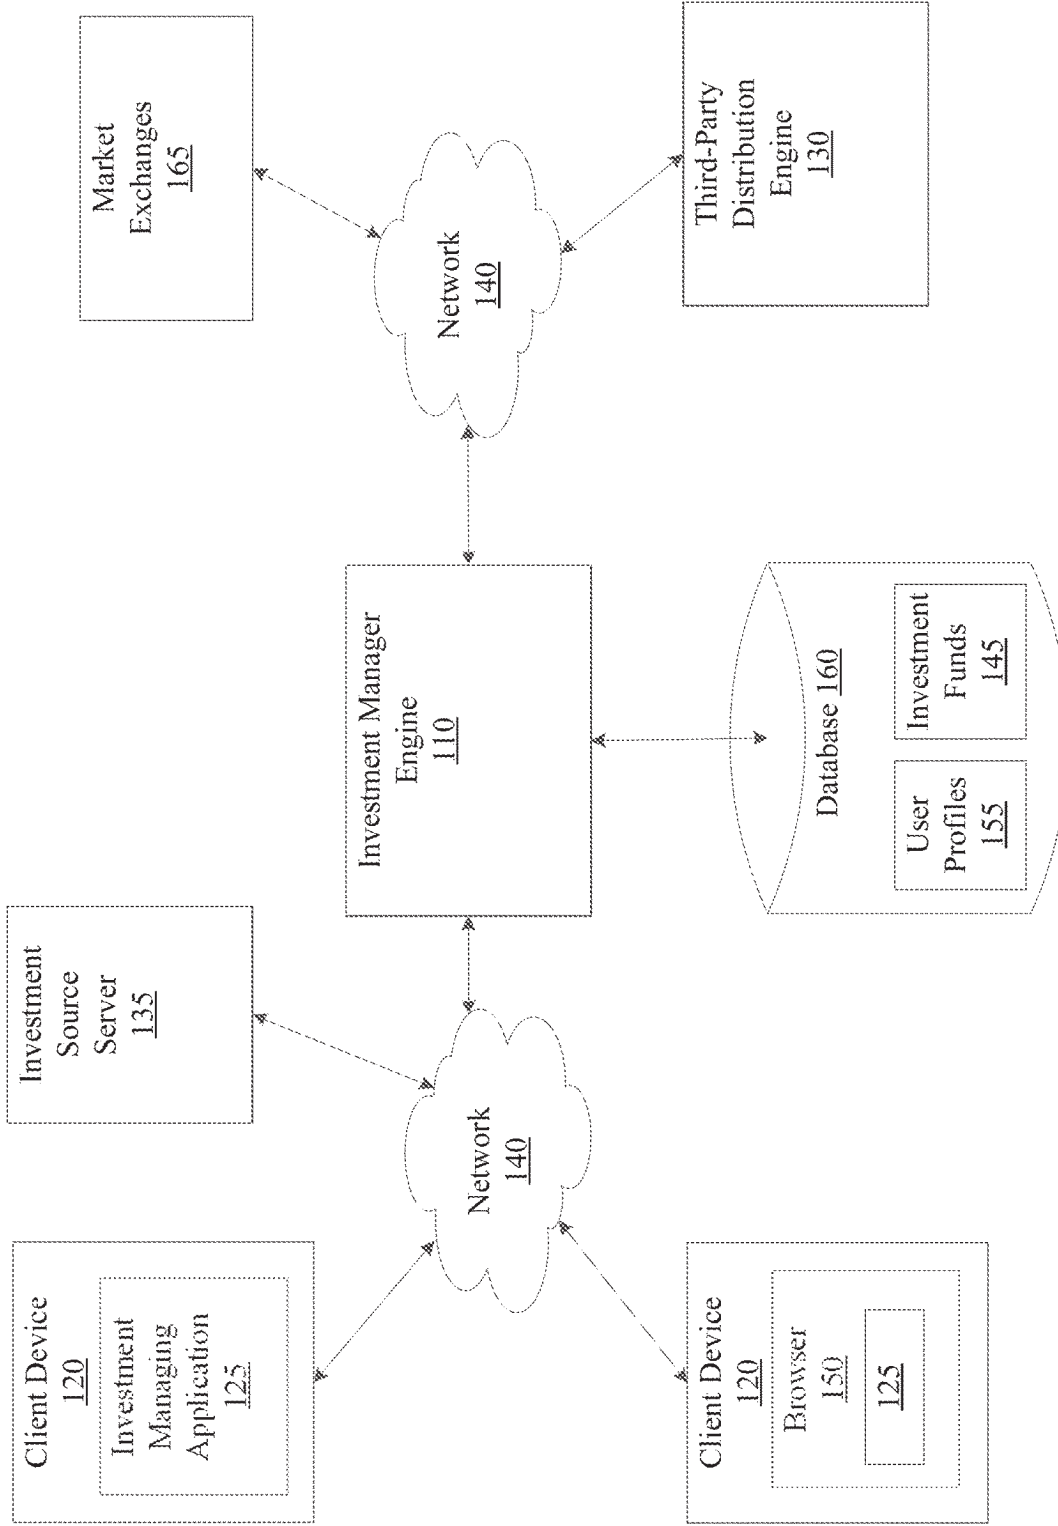 Client Device
120
Investment
Managing
Application
125
Investment
Source
Server
135
Market
Exchanges
165
Network
140
Investment Manager
Engine
110
Network
140
Client Device
120
Browser
150
125
Database 160
User
Profiles
155
Investment
Funds
145
Third-Party
Distribution
Engine
130